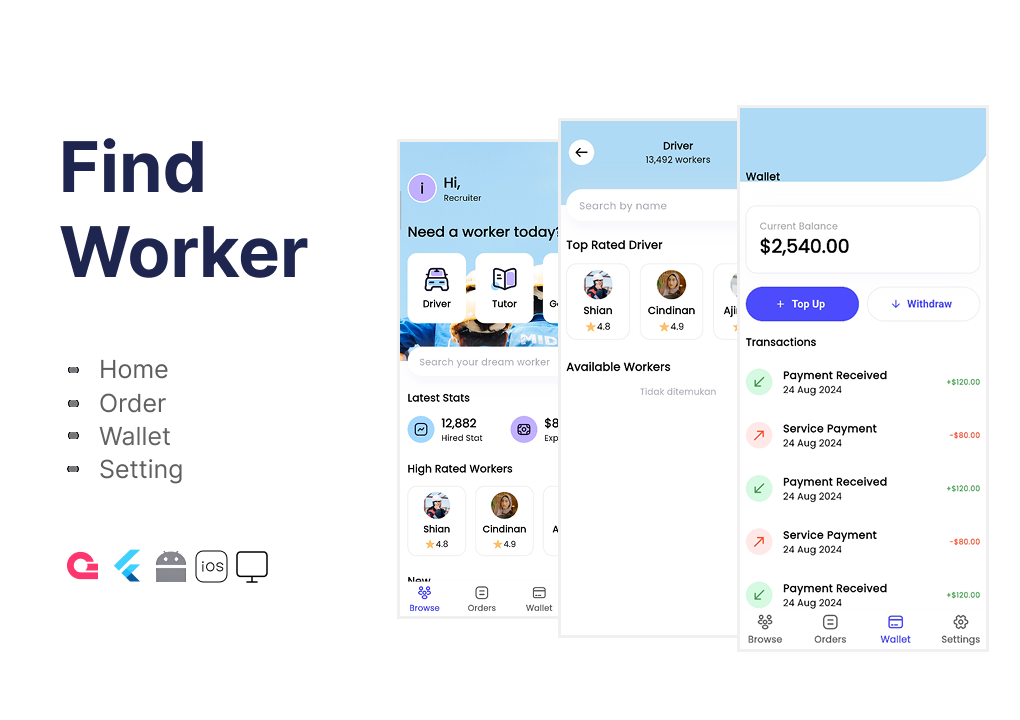 Find
Worker
Home
Order
Wallet
Setting
iOS
i
Hi,
Recruiter
Need a worker today?
Driver
Tutor
G
MID
Search your dream worker
Latest Stats
12,882
Hired Stat
$8
Exp
High Rated Workers
Shian
4.8
Cindinan
4.9
A
New
Browse
Orders
Wallet
Driver
13,492 workers
Search by name
Top Rated Driver
Shian
4.8
Cindinan
4.9
Aji
Available Workers
Tidak ditemukan
Wallet
Current Balance
$2,540.00
+ Top Up
Withdraw
Transactions
Payment Received
24 Aug 2024
+$120.00
Service Payment
24 Aug 2024
-$80.00
Payment Received
24 Aug 2024
+$120.00
Service Payment
24 Aug 2024
-$80.00
Payment Received
24 Aug 2024
+$120.00
Browse
Orders
Wallet
Settings